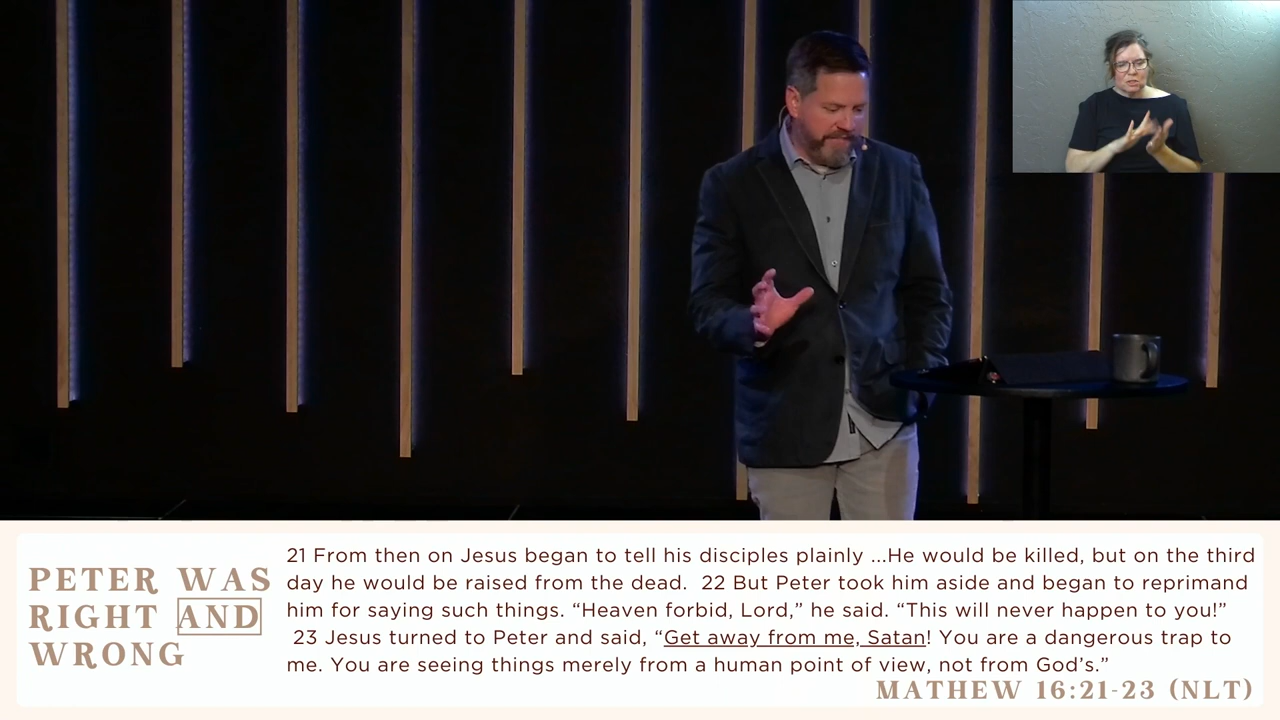 PETER WAS
RIGHT AND
WRONG
21 From then on Jesus began to tell his disciples plainly ...He would be killed, but on the third
day he would be raised from the dead.  22 But Peter took him aside and began to reprimand
him for saying such things. “Heaven forbid, Lord,” he said. “This will never happen to you!”
23 Jesus turned to Peter and said, “Get away from me, Satan! You are a dangerous trap to
me. You are seeing things merely from a human point of view, not from God’s.”
MATHEW 16:21-23 (NLT)